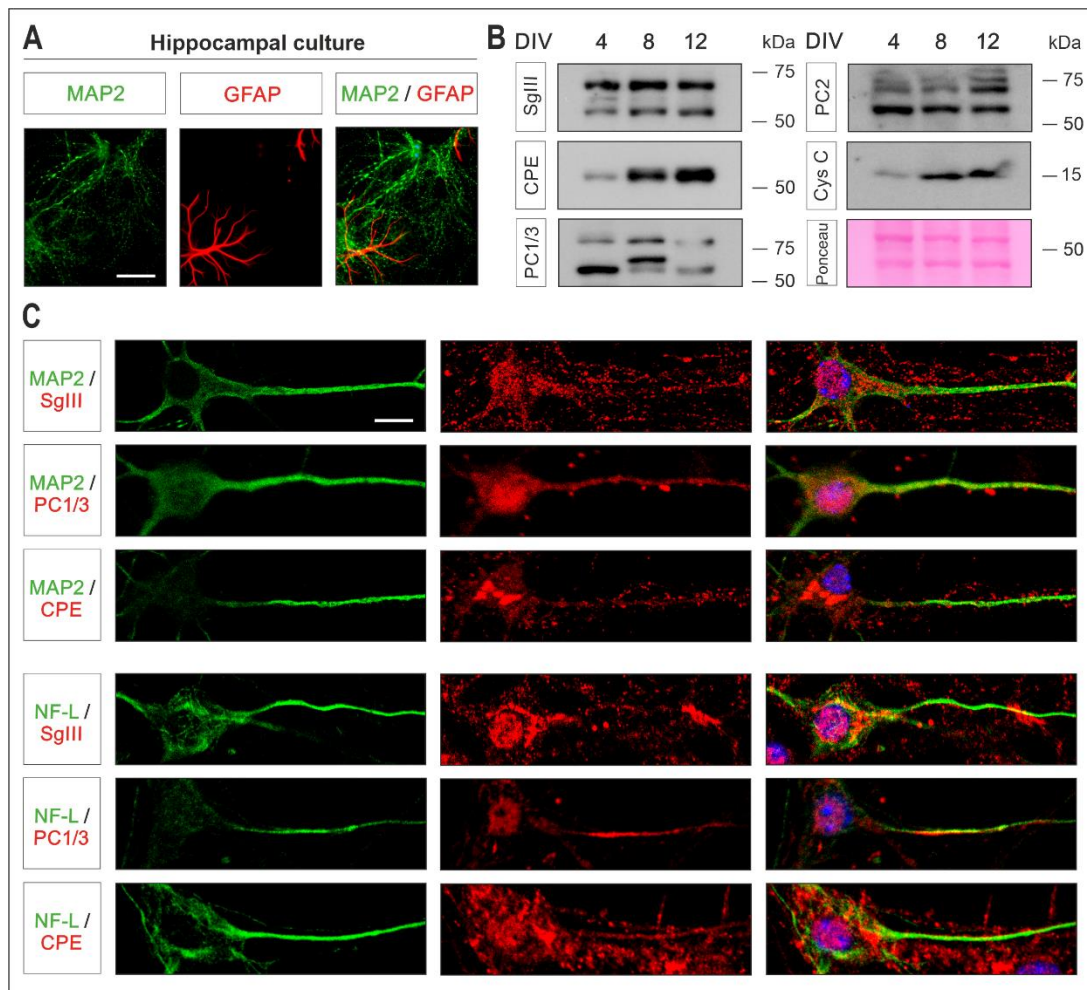 A
Hippocampal culture
MAP2
GFAP
MAP2 / GFAP
B
DIV 4 8 12 kDa
SgIII
— 75
— 50
CPE
— 50
PC1/3
— 75
— 50
DIV 4 8 12 kDa
PC2
— 75
— 50
Cys C
— 15
Ponceau
— 50
C
MAP2 /
SgIII
MAP2 /
PC1/3
MAP2 /
CPE
NF-L /
SgIII
NF-L /
PC1/3
NF-L /
CPE